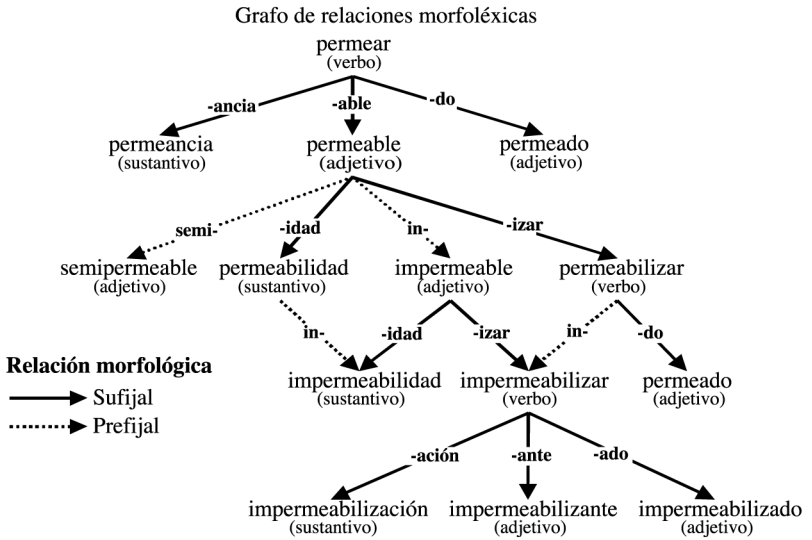 Grafo de relaciones morfoléxicas
permear
(verbo)
-ancia -able -do
permeancia permeable permeado
(sustantivo) (adjetivo) (adjetivo)
semi- -idad in- -izar
semipermeable permeabilidad impermeable permeabilizar
(adjetivo) (sustantivo) (adjetivo) (verbo)
in- -idad -izar in- -do
Relación morfológica
Sufijal
Prefijal
impermeabilidad impermeabilizar permeado
(sustantivo) (verbo) (adjetivo)
-ación -ante -ado
impermeabilización impermeabilizante impermeabilizado
(sustantivo) (adjetivo) (adjetivo)